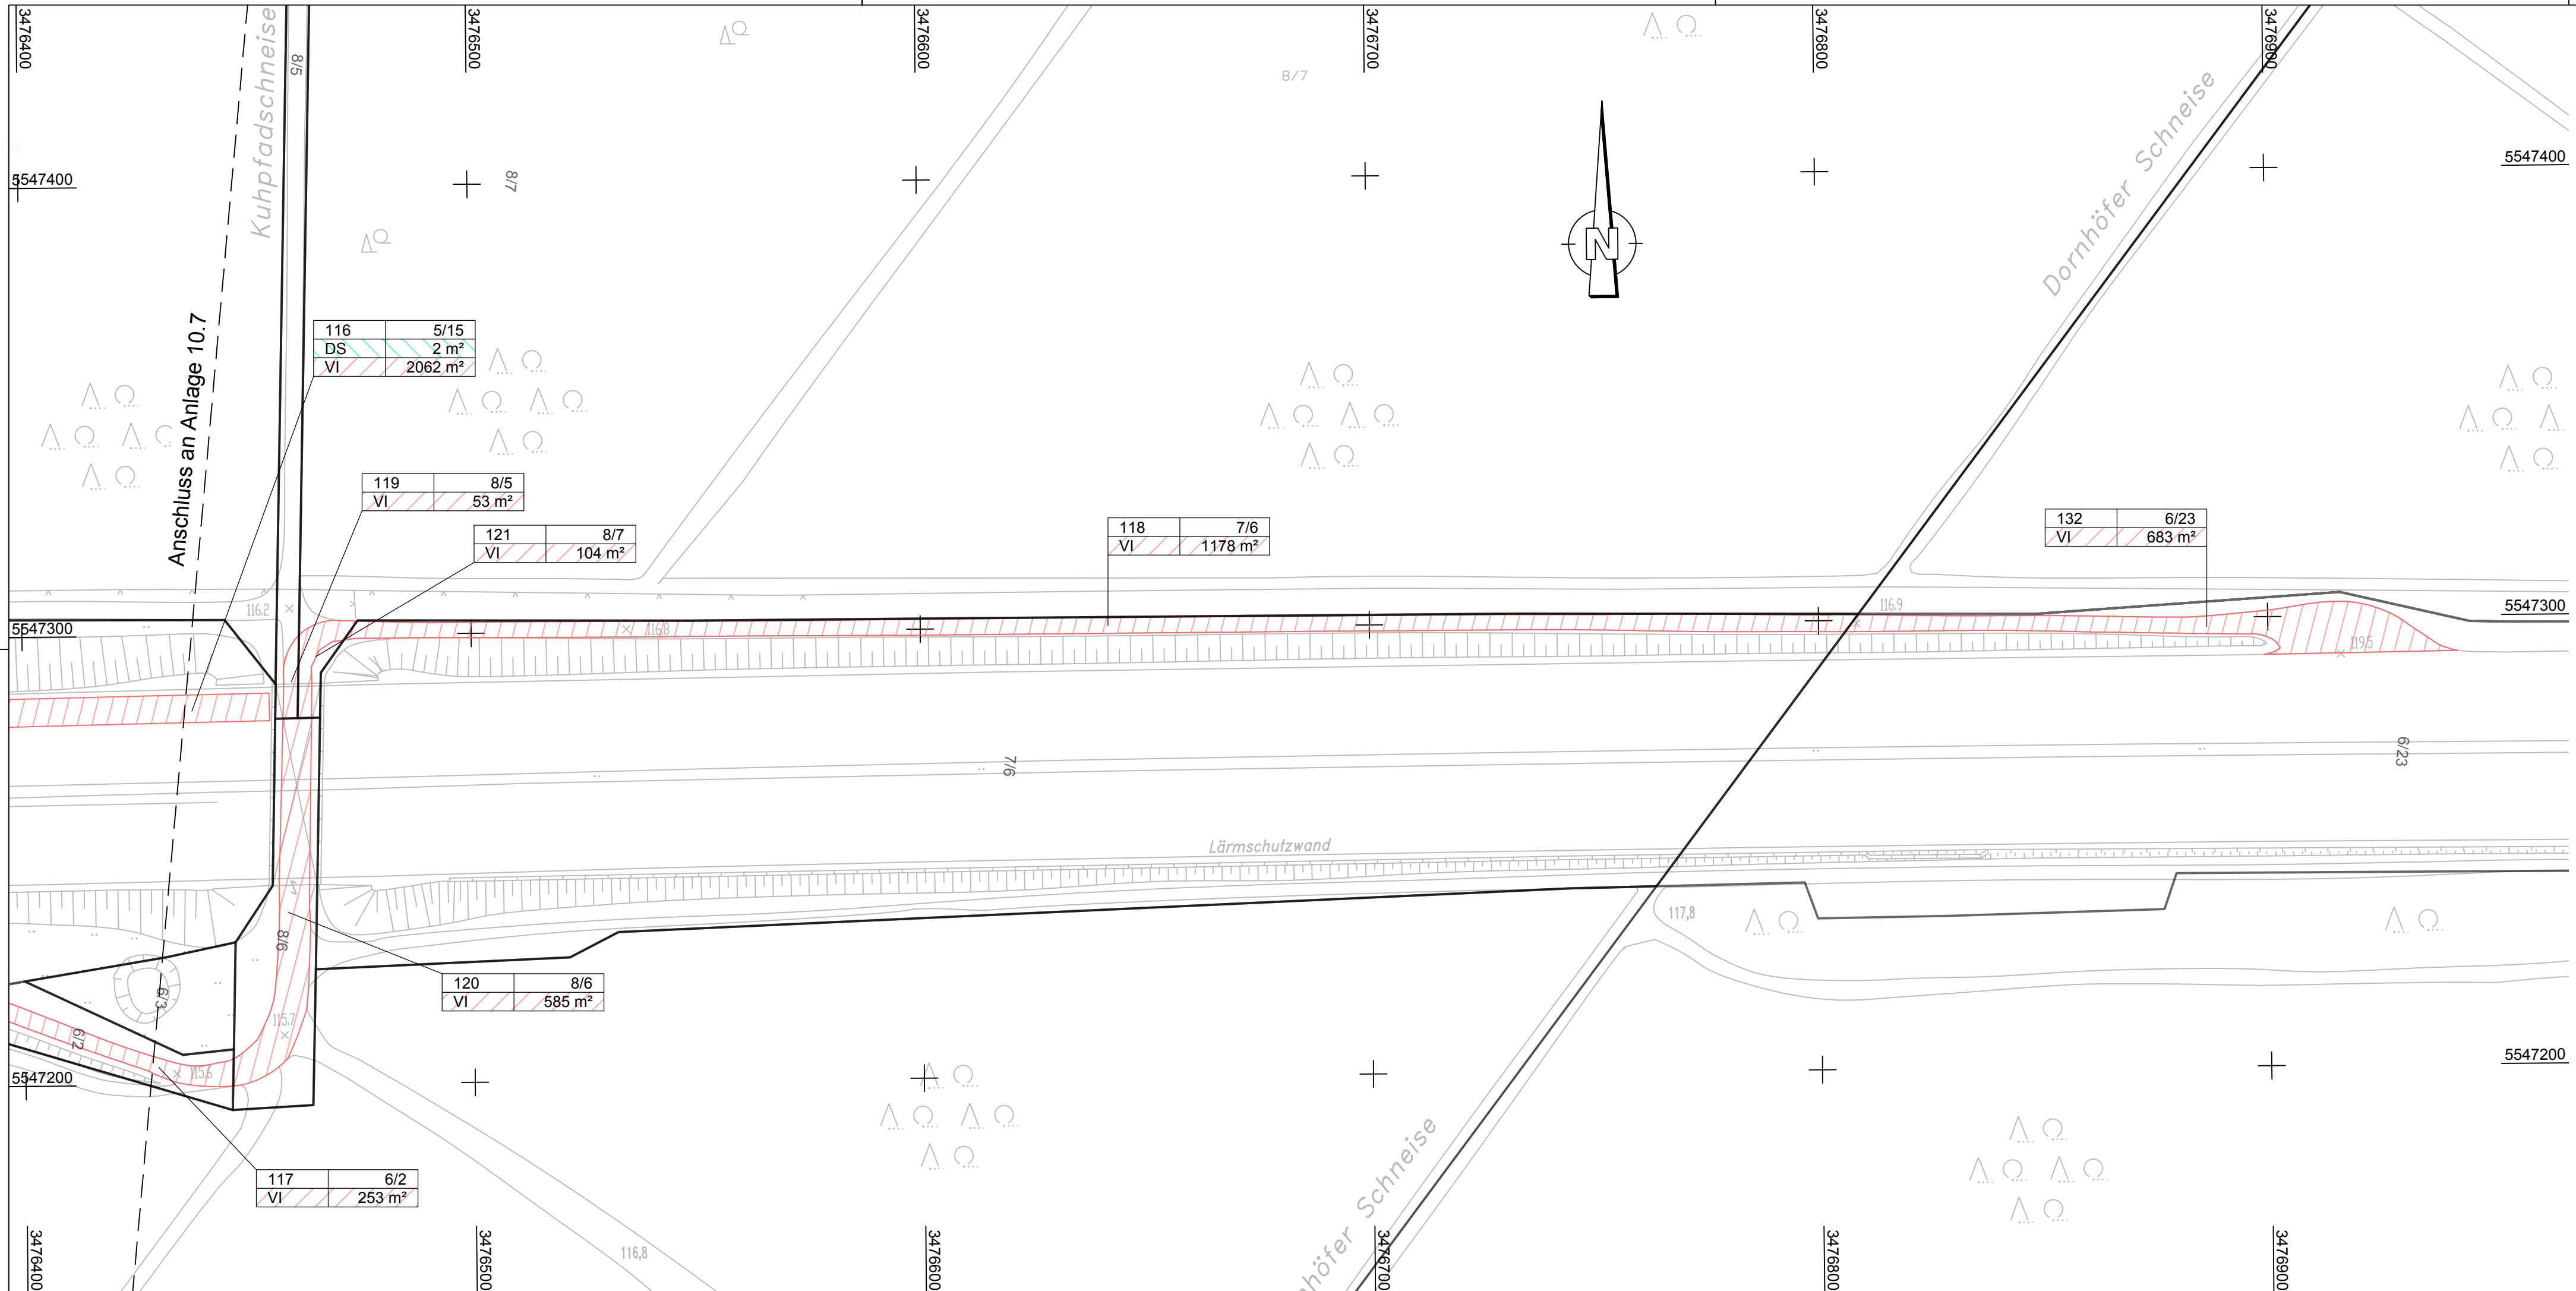 3476400
3476500
3476600
3476700
3476800
3476900
Kuhpfadschneise
8/5
8/7
8/7
Dornhöfer Schneise
5547400
5547400
N
Anschluss an Anlage 10.7
116 5/15
DS 2 m²
VI 2062 m²
119 8/5
VI 53 m²
121 8/7
VI 104 m²
118 7/6
VI 1178 m²
132 6/23
VI 683 m²
116.2
116.8
116.9
119.5
5547300
5547300
7/6
6/23
Lärmschutzwand
8/6
117,8
120 8/6
VI 585 m²
6/3
6/2
115.7
115.6
5547200
5547200
117 6/2
VI 253 m²
116,8
höfer Schneise
3476400
3476500
3476600
3476700
3476800
3476900